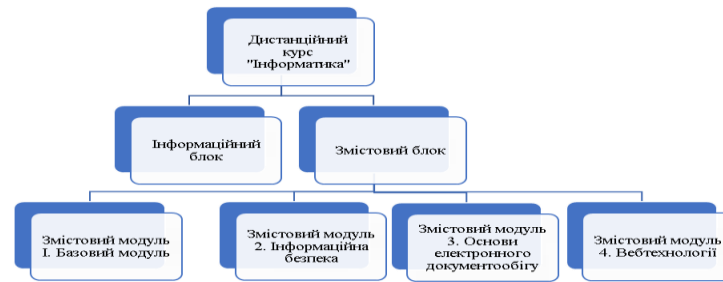 Дистанційний
курс
"Інформатика"
Інформаційний
блок
Змістовий блок
Змістовий модуль
І. Базовий модуль
Змістовий модуль
2. Інформаційна
безпека
Змістовий модуль
3. Основи
електронного
документообігу
Змістовий модуль
4. Вебтехнології